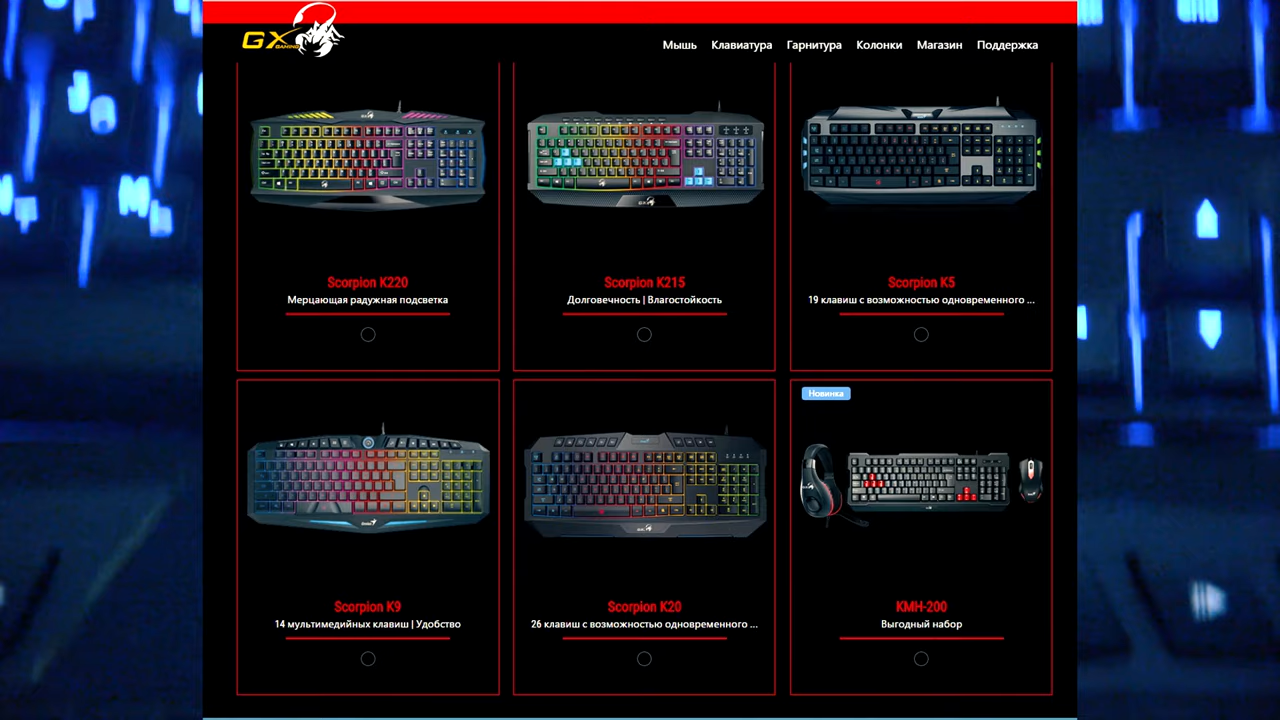 GX
GAMING
Мышь Клавиатура Гарнитура Колонки Магазин Поддержка
Scorpion K220
Мерцающая радужная подсветка
Scorpion K215
Долговечность | Влагостойкость
Scorpion K5
19 клавиш с возможностью одновременного ...
Scorpion K9
14 мультимедийных клавиш | Удобство
Scorpion K20
26 клавиш с возможностью одновременного ...
Новинка
KMH-200
Выгодный набор